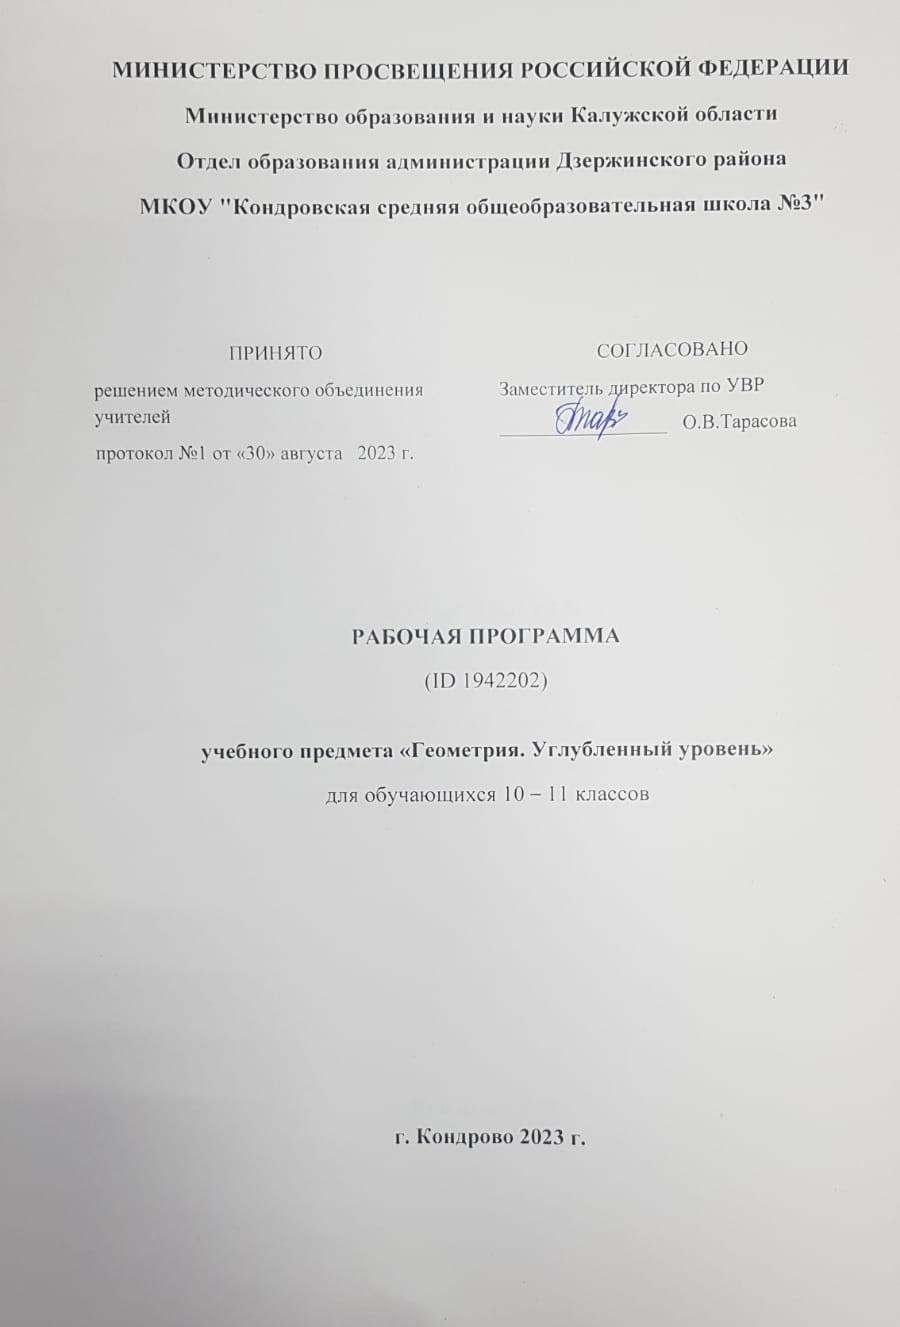 МИНИСТЕРСТВО ПРОСВЕЩЕНИЯ РОССИЙСКОЙ ФЕДЕРАЦИИ
Министерство образования и науки Калужской области
Отдел образования администрации Дзержинского района
МКОУ "Кондровская средняя общеобразовательная школа №3"
ПРИНЯТО
решением методического объединения
учителей
протокол №1 от «30» августа 2023 г.
СОГЛАСОВАНО
Заместитель директора по УВР
О.В.Тарасова
РАБОЧАЯ ПРОГРАММА
(ID 1942202)
учебного предмета «Геометрия. Углубленный уровень»
для обучающихся 10 – 11 классов
г. Кондрово 2023 г.